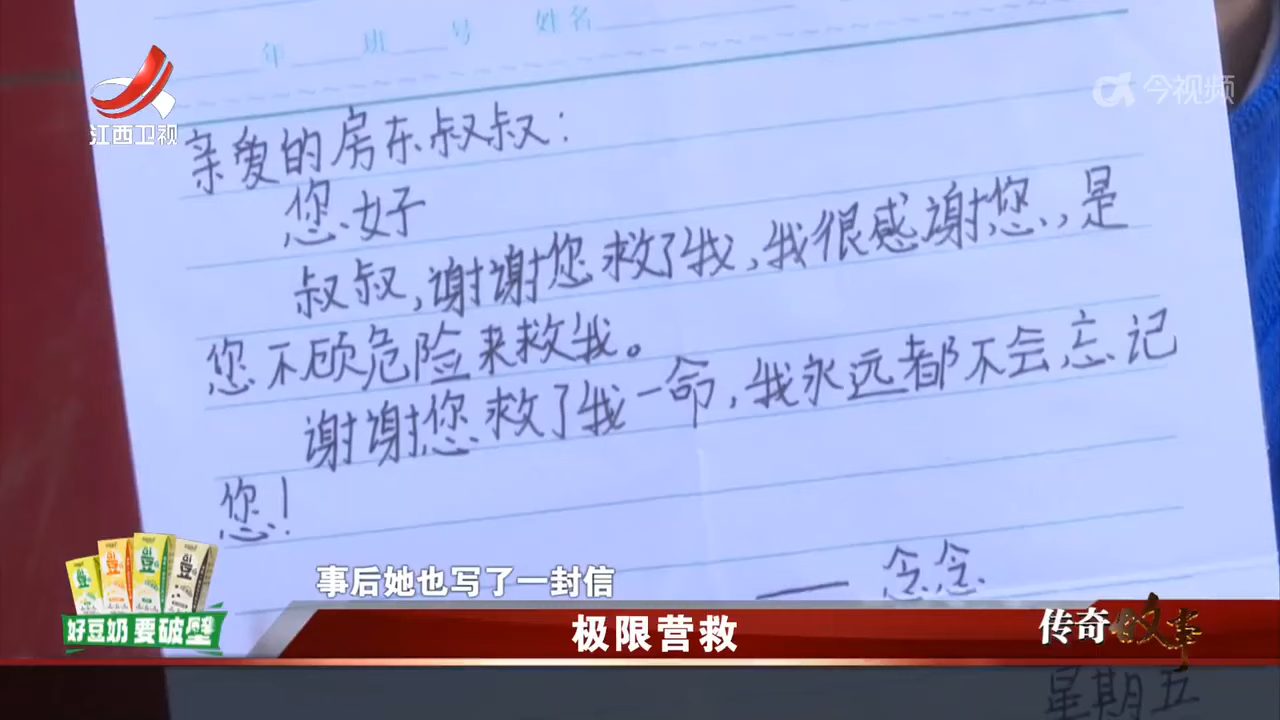 年 班 号 姓名
江西卫视
今视频
亲爱的房东叔叔：
您好
叔叔，谢谢您救了我，我很感谢您，是
您不顾危险来救我。
谢谢您救了我一命，我永远都不会忘记
您！
—— 念念
星期五
事后她也写了一封信
极限营救
传奇故事
好豆奶 要破壁